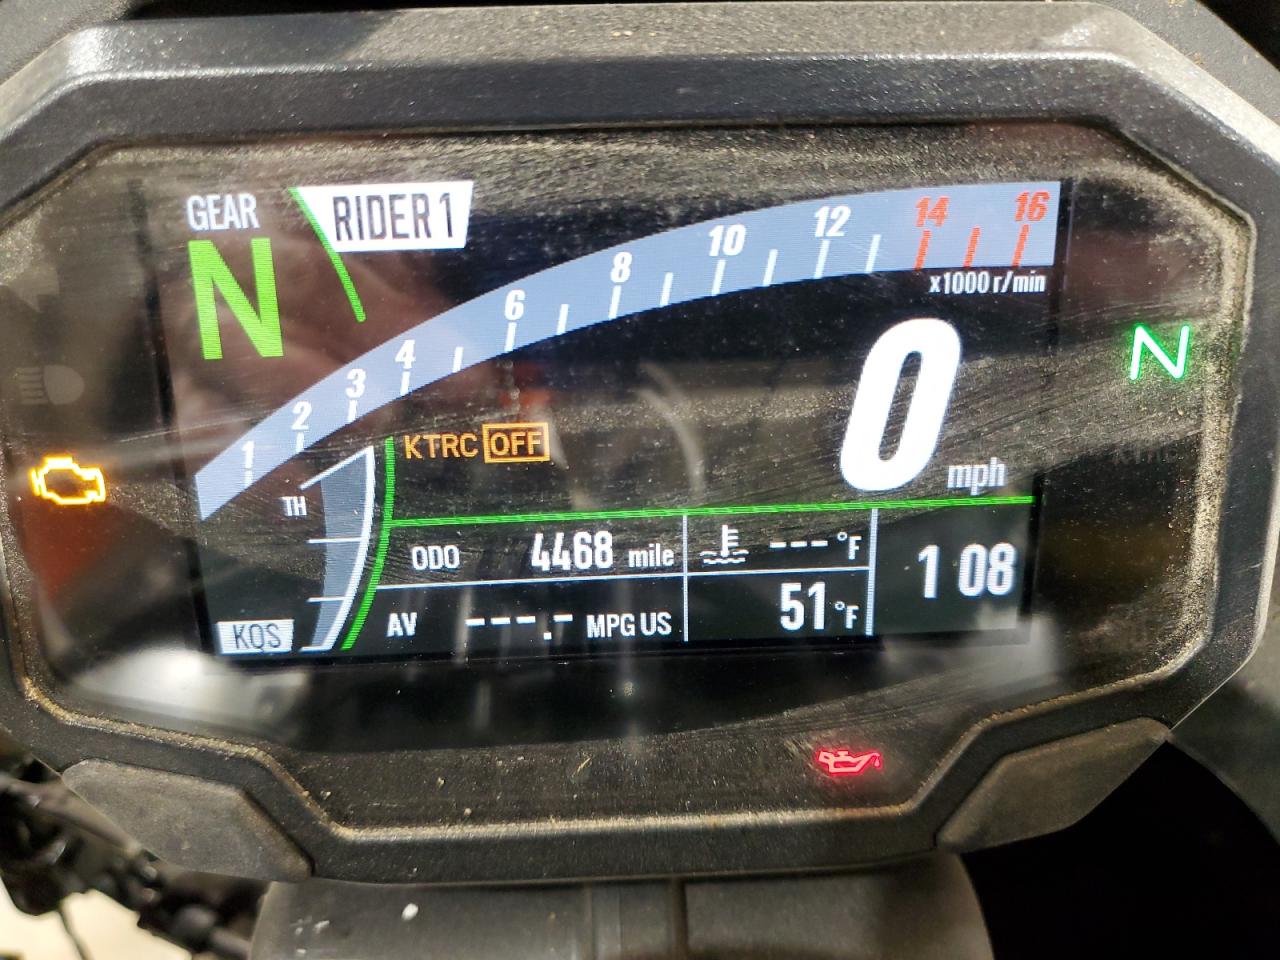 GEAR
RIDER 1
N
1 2 3 4 6 8 10 12 14 16
x1000 r/min
N
KTRC OFF
0 mph
TH
ODO 4468 mile
---°F
1 08
AV ---.- MPG US
51°F
KQS